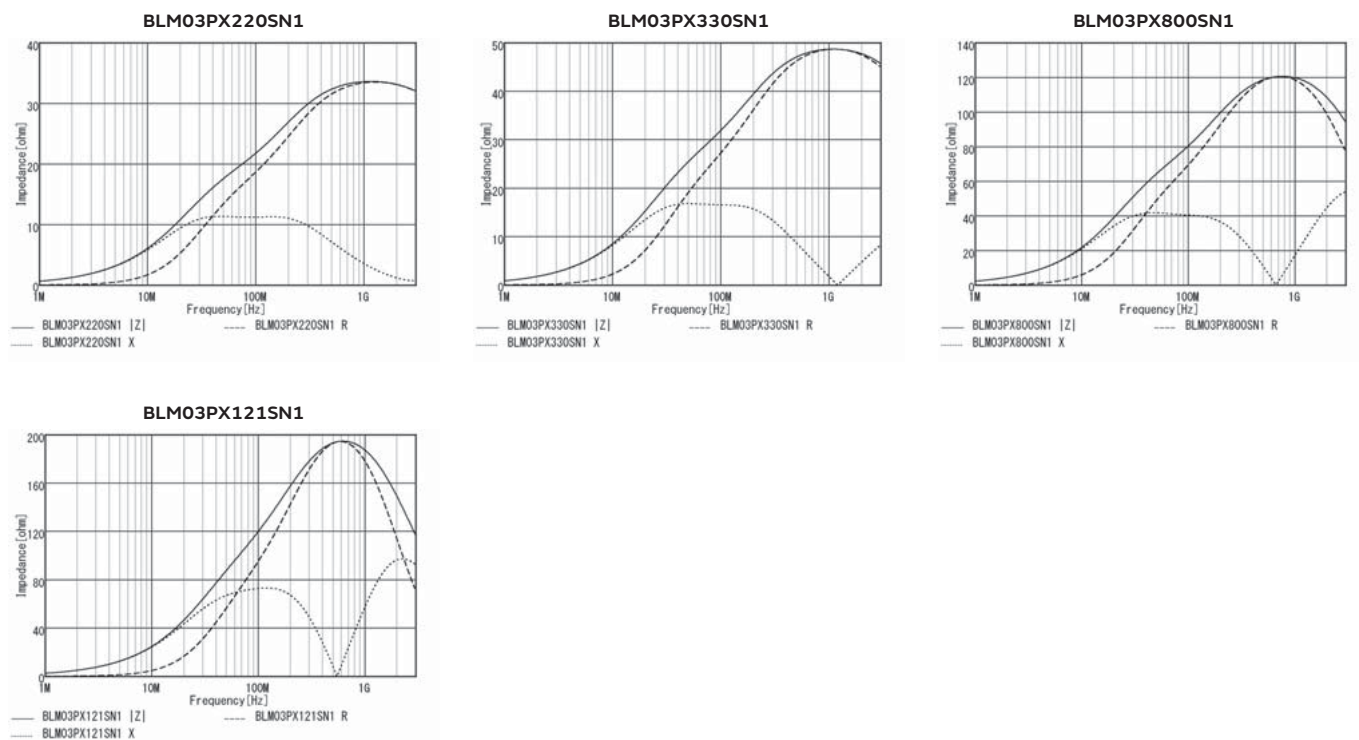 BLM03PX220SN1
40
30
20
10
0
Impedance[ohm]
1M 10M 100M 1G
Frequency[Hz]
BLM03PX220SN1 |Z| BLM03PX220SN1 R
BLM03PX220SN1 X
BLM03PX330SN1
50
40
30
20
10
0
Impedance[ohm]
1M 10M 100M 1G
Frequency[Hz]
BLM03PX330SN1 |Z| BLM03PX330SN1 R
BLM03PX330SN1 X
BLM03PX800SN1
140
120
100
80
60
40
20
0
Impedance[ohm]
1M 10M 100M 1G
Frequency[Hz]
BLM03PX800SN1 |Z| BLM03PX800SN1 R
BLM03PX800SN1 X
BLM03PX121SN1
200
160
120
80
40
0
Impedance[ohm]
1M 10M 100M 1G
Frequency[Hz]
BLM03PX121SN1 |Z| BLM03PX121SN1 R
BLM03PX121SN1 X